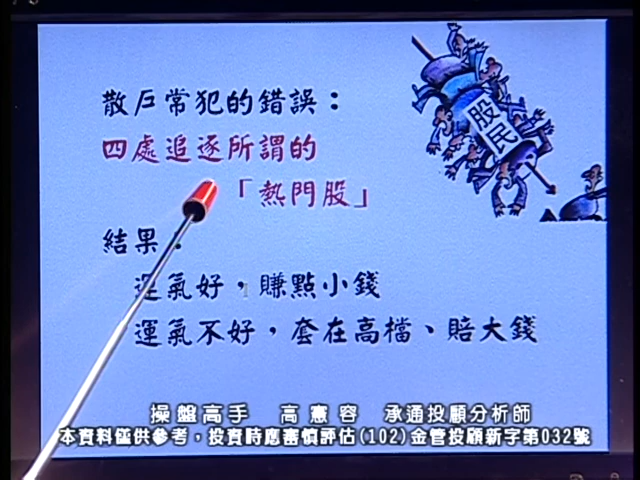 散戶常犯的錯誤：
四處追逐所謂的
「熱門股」
股民
結果：
運氣好，賺點小錢
運氣不好，套在高檔、賠大錢
操盤高手 高憲容 承通投顧分析師
本資料僅供參考，投資時應審慎評估(102)金管投顧新字第032號